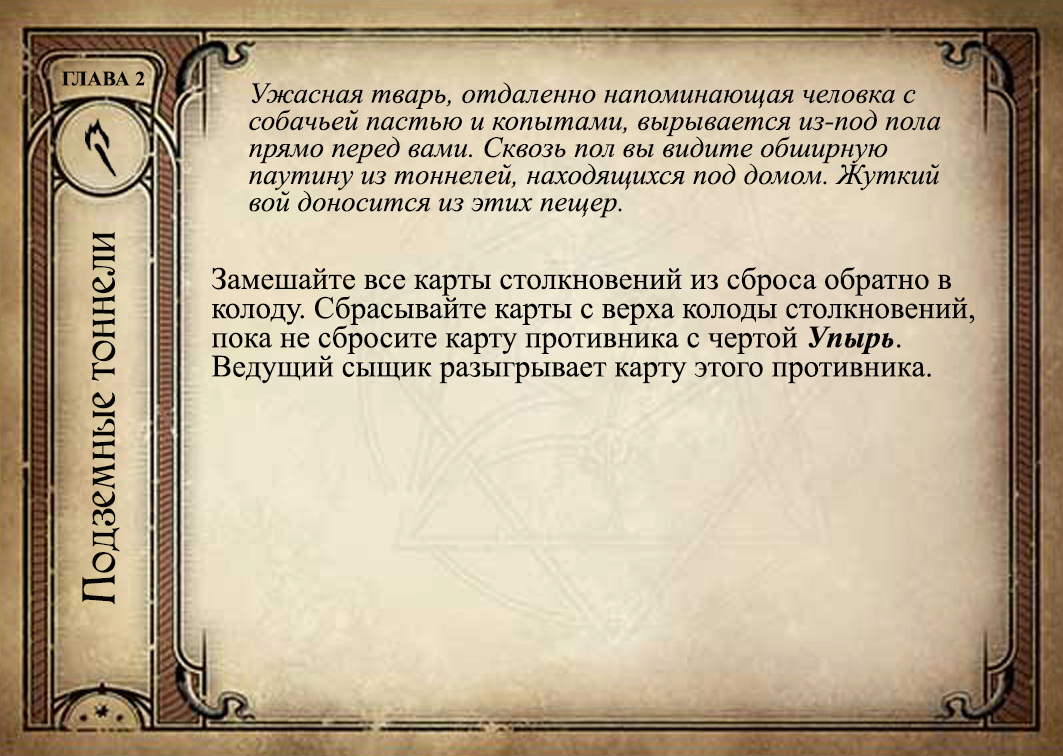 ГЛАВА 2
Подземные тоннели
Ужасная тварь, отдаленно напоминающая человка с
собачьей пастью и копытами, вырывается из-под пола
прямо перед вами. Сквозь пол вы видите обширную
паутину из тоннелей, находящихся под домом. Жуткий
вой доносится из этих пещер.
Замешайте все карты столкновений из сброса обратно в
колоду. Сбрасывайте карты с верха колоды столкновений,
пока не сбросите карту противника с чертой Упырь.
Ведущий сыщик разыгрывает карту этого противника.